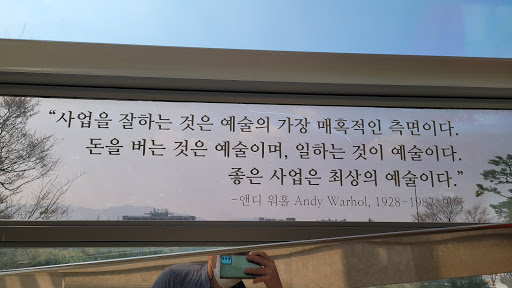 “사업을 잘하는 것은 예술의 가장 매혹적인 측면이다.
돈을 버는 것은 예술이며, 일하는 것이 예술이다.
좋은 사업은 최상의 예술이다.”
-앤디 워홀 Andy Warhol, 1928-1987, 미국